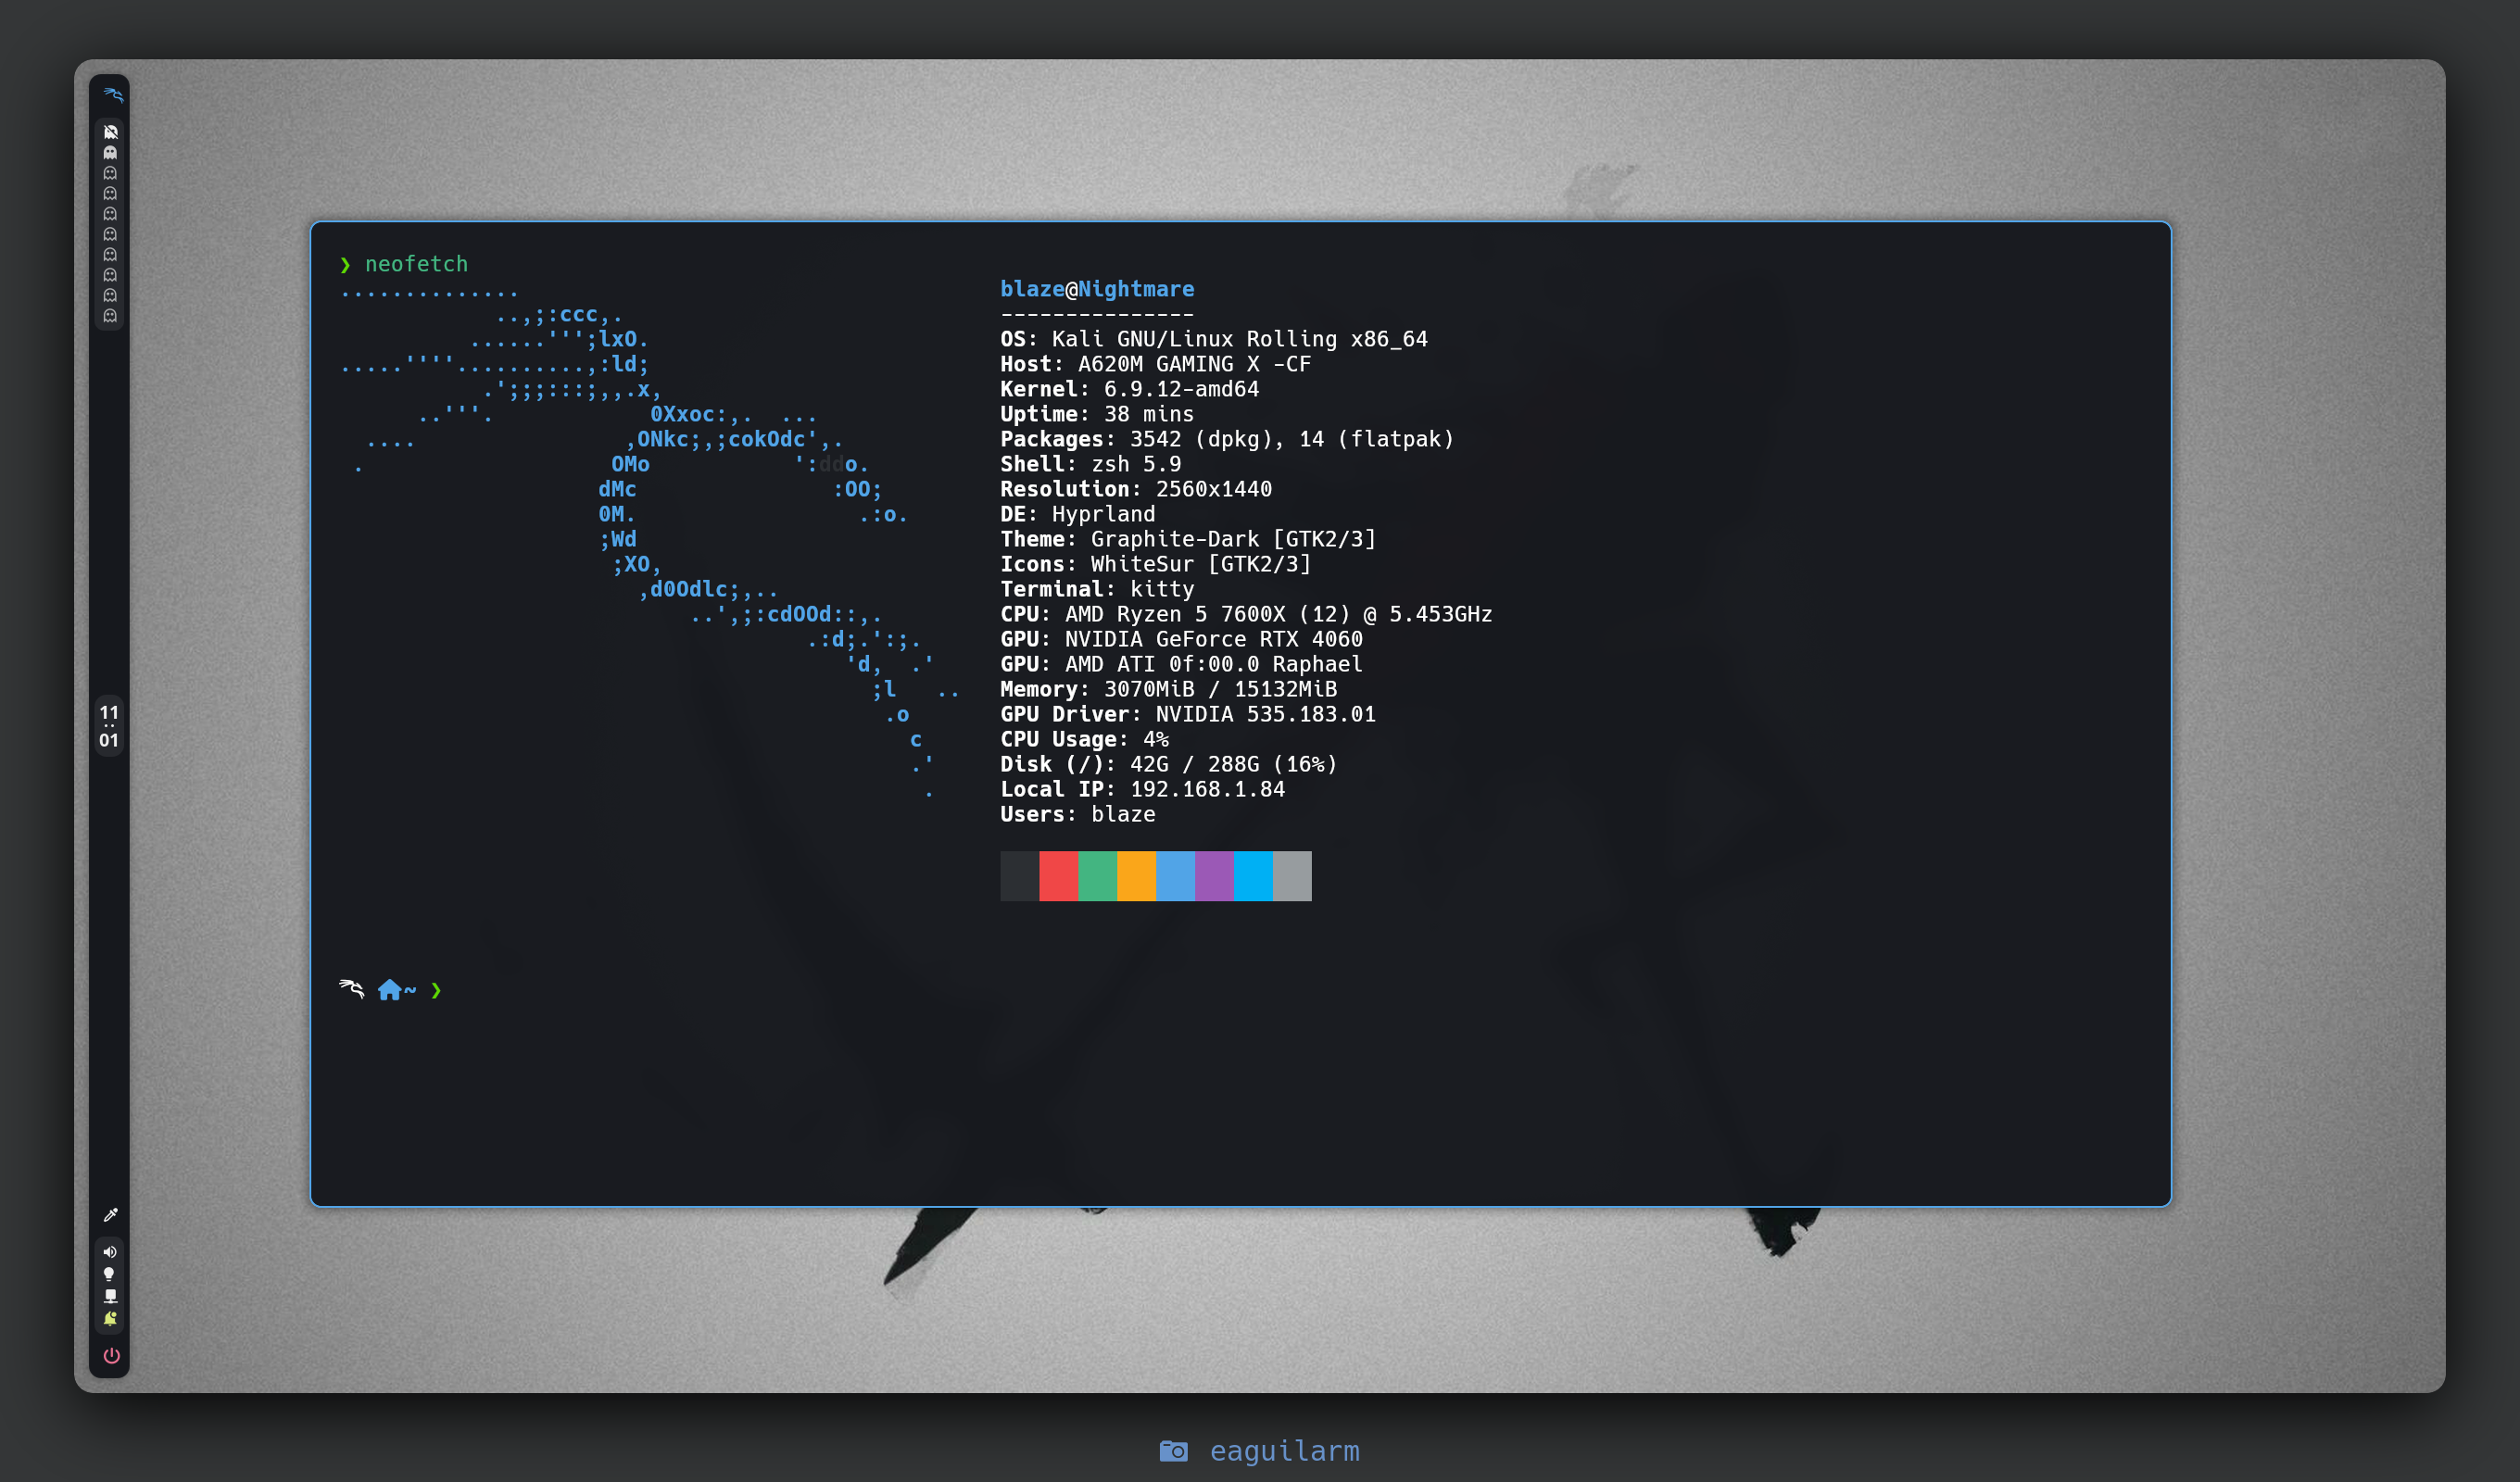 ❯ neofetch
..............
..,;:ccc,.
......''';lxO.
.....''''..........,:ld;
.';;;:::;,,.x,
..'''.            0Xxoc:,.  ...
....                ,ONkc;,;cokOdc',.
.                   OMo           ':ddo.
dMc               :OO;
0M.                 .:o.
;Wd
;XO,
,d0Odlc;,..
..',;:cdOOd::,.
.:d;.':;.
'd,  .'
;l   ..
.o
c
.'
.
blaze@Nightmare
---------------
OS: Kali GNU/Linux Rolling x86_64
Host: A620M GAMING X -CF
Kernel: 6.9.12-amd64
Uptime: 38 mins
Packages: 3542 (dpkg), 14 (flatpak)
Shell: zsh 5.9
Resolution: 2560x1440
DE: Hyprland
Theme: Graphite-Dark [GTK2/3]
Icons: WhiteSur [GTK2/3]
Terminal: kitty
CPU: AMD Ryzen 5 7600X (12) @ 5.453GHz
GPU: NVIDIA GeForce RTX 4060
GPU: AMD ATI 0f:00.0 Raphael
Memory: 3070MiB / 15132MiB
GPU Driver: NVIDIA 535.183.01
CPU Usage: 4%
Disk (/): 42G / 288G (16%)
Local IP: 192.168.1.84
Users: blaze
~ ❯
11
..
01
eaguilarm